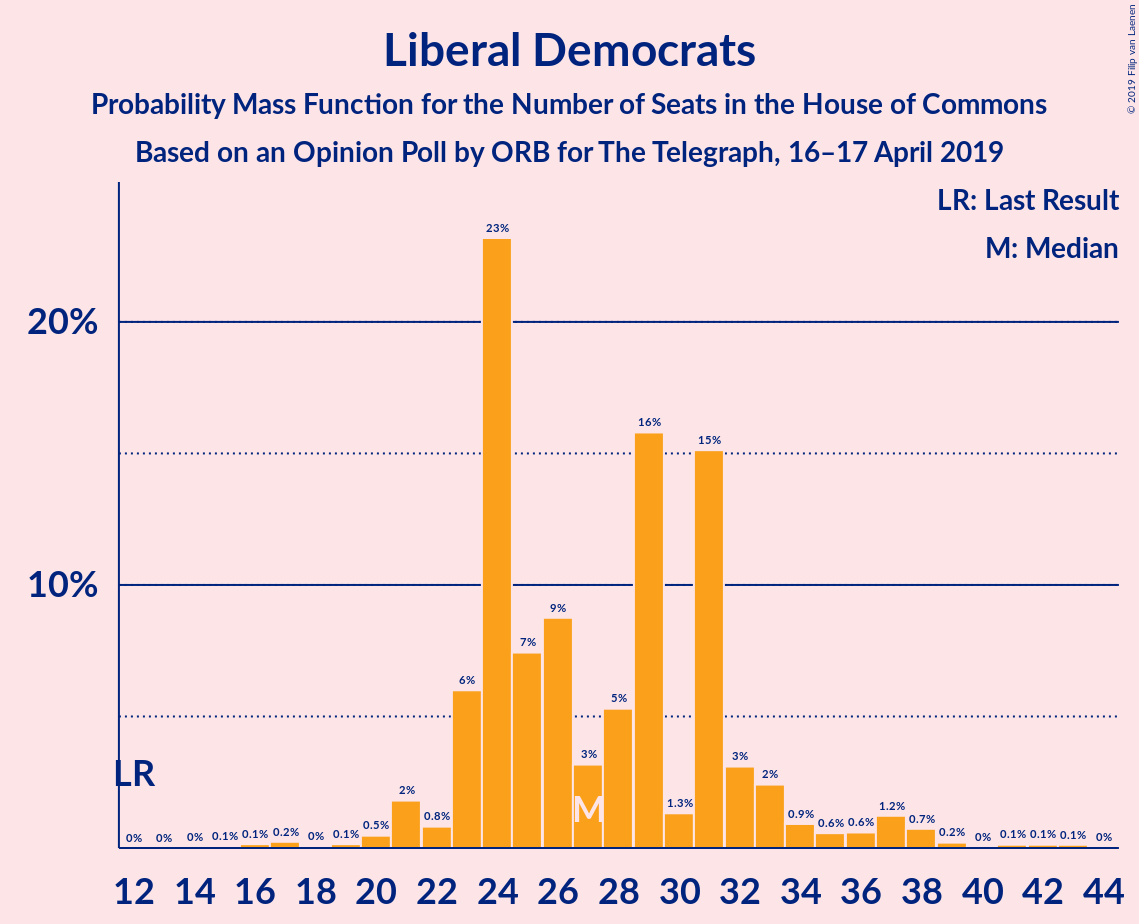 Liberal Democrats
Probability Mass Function for the Number of Seats in the House of Commons
Based on an Opinion Poll by ORB for The Telegraph, 16–17 April 2019
© 2019 Filip van Laenen
LR: Last Result
M: Median
23%
20%
16%
15%
10%
9%
7%
6%
5%
3%
3%
2%
LR
2%
M
0% 0% 0% 0.1% 0.1% 0.2% 0% 0.1% 0.5% 0.8% 1.3% 0.9% 0.6% 0.6% 1.2% 0.7% 0.2% 0% 0.1% 0.1% 0.1% 0%
12 14 16 18 20 22 24 26 28 30 32 34 36 38 40 42 44